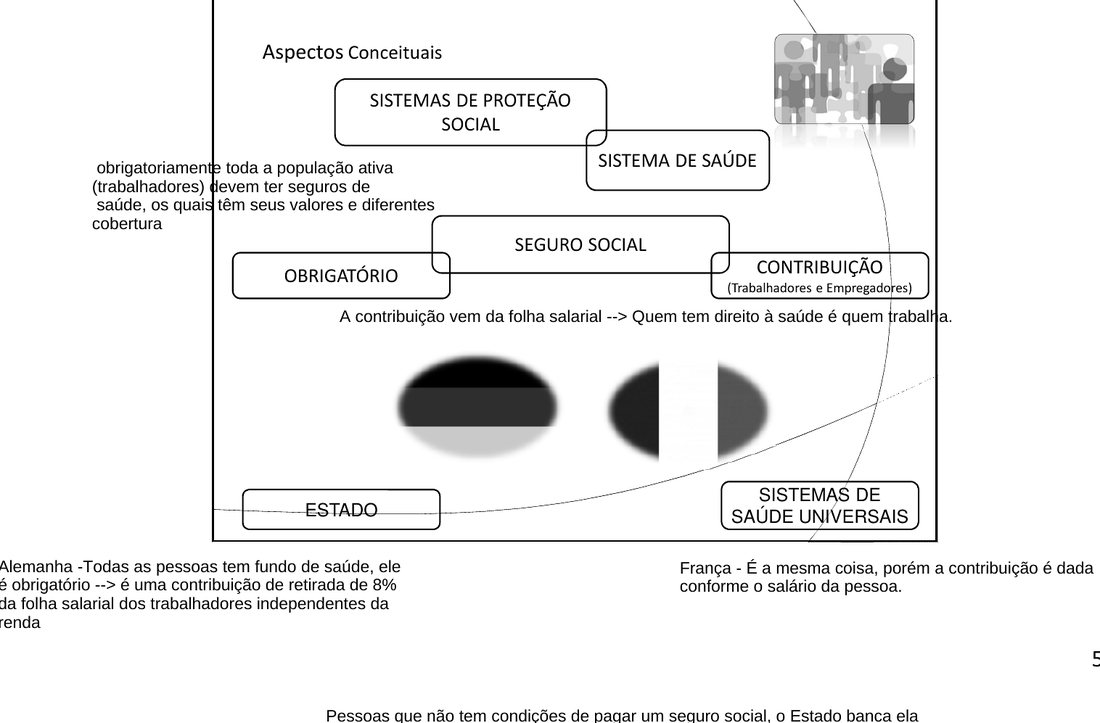 Aspectos Conceituais
SISTEMAS DE PROTEÇÃO
SOCIAL
SISTEMA DE SAÚDE
obrigatoriamente toda a população ativa
(trabalhadores) devem ter seguros de
saúde, os quais têm seus valores e diferentes
cobertura
SEGURO SOCIAL
OBRIGATÓRIO
CONTRIBUIÇÃO
(Trabalhadores e Empregadores)
A contribuição vem da folha salarial --> Quem tem direito à saúde é quem trabalha.
ESTADO
SISTEMAS DE
SAÚDE UNIVERSAIS
Alemanha -Todas as pessoas tem fundo de saúde, ele
é obrigatório --> é uma contribuição de retirada de 8%
da folha salarial dos trabalhadores independentes da
renda
França - É a mesma coisa, porém a contribuição é dada
conforme o salário da pessoa.
5
Pessoas que não tem condições de pagar um seguro social, o Estado banca ela